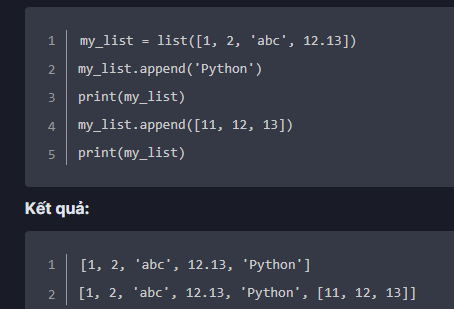 1 my_list = list([1, 2, 'abc', 12.13])
2 my_list.append('Python')
3 print(my_list)
4 my_list.append([11, 12, 13])
5 print(my_list)
Kết quả:
1 [1, 2, 'abc', 12.13, 'Python']
2 [1, 2, 'abc', 12.13, 'Python', [11, 12, 13]]